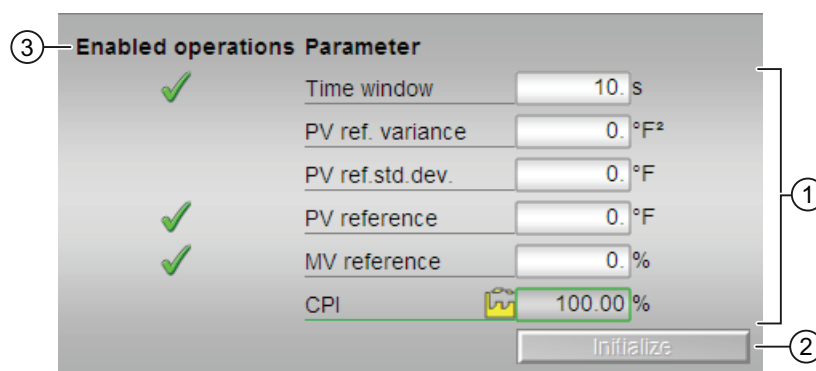 ③ Enabled operations Parameter
Time window 10. s
PV ref. variance 0. °F²
PV ref.std.dev. 0. °F
PV reference 0. °F
MV reference 0. %
CPI 100.00 %
①
Initialize ②